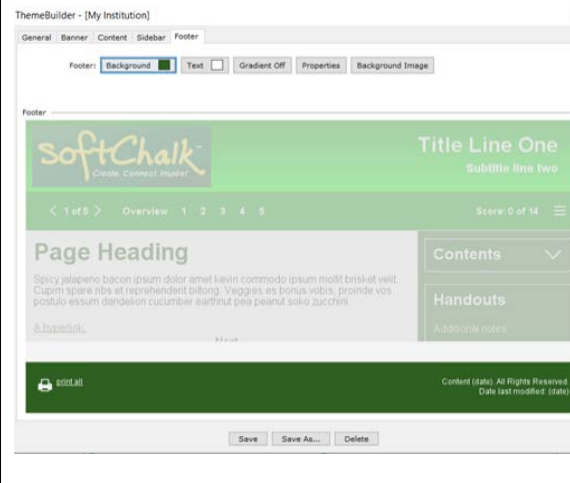 ThemeBuilder - [My Institution]
General Banner Content Sidebar Footer
Footer: Background Text Gradient Off Properties Background Image
Footer
SoftChalk
Create. Connect. Inspire!
Title Line One
Subtitle line two
< 1 of 5 > Overview 1 2 3 4 5 Score: 0 of 14
Page Heading
Spicy jalapeno bacon ipsum dolor amet kevin commodo ipsum mollit brisket velit.
Cupim spare ribs et reprehenderit biltong. Veggies es bonus vobis, proinde vos
postulo essum dandelion cucumber earthnut pea peanut soko zucchini.
A hyperlink.
Contents
Handouts
Additional notes
print all
Content (date). All Rights Reserved.
Date last modified: (date)
Save Save As... Delete